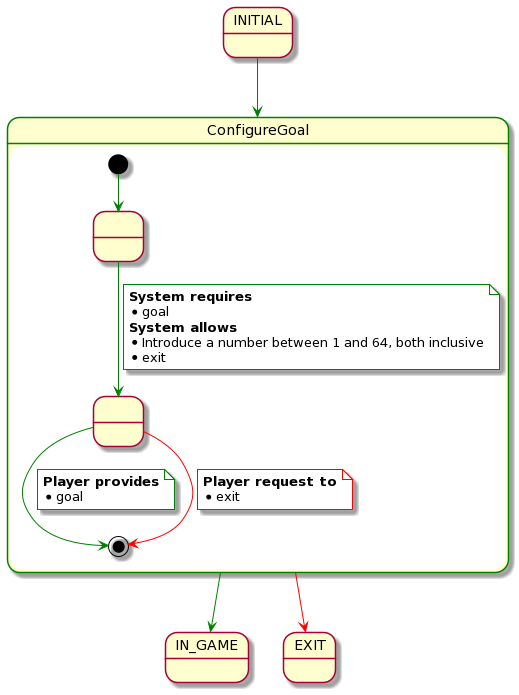 INITIAL
ConfigureGoal
System requires
• goal
System allows
• Introduce a number between 1 and 64, both inclusive
• exit
Player provides
• goal
Player request to
• exit
IN_GAME
EXIT